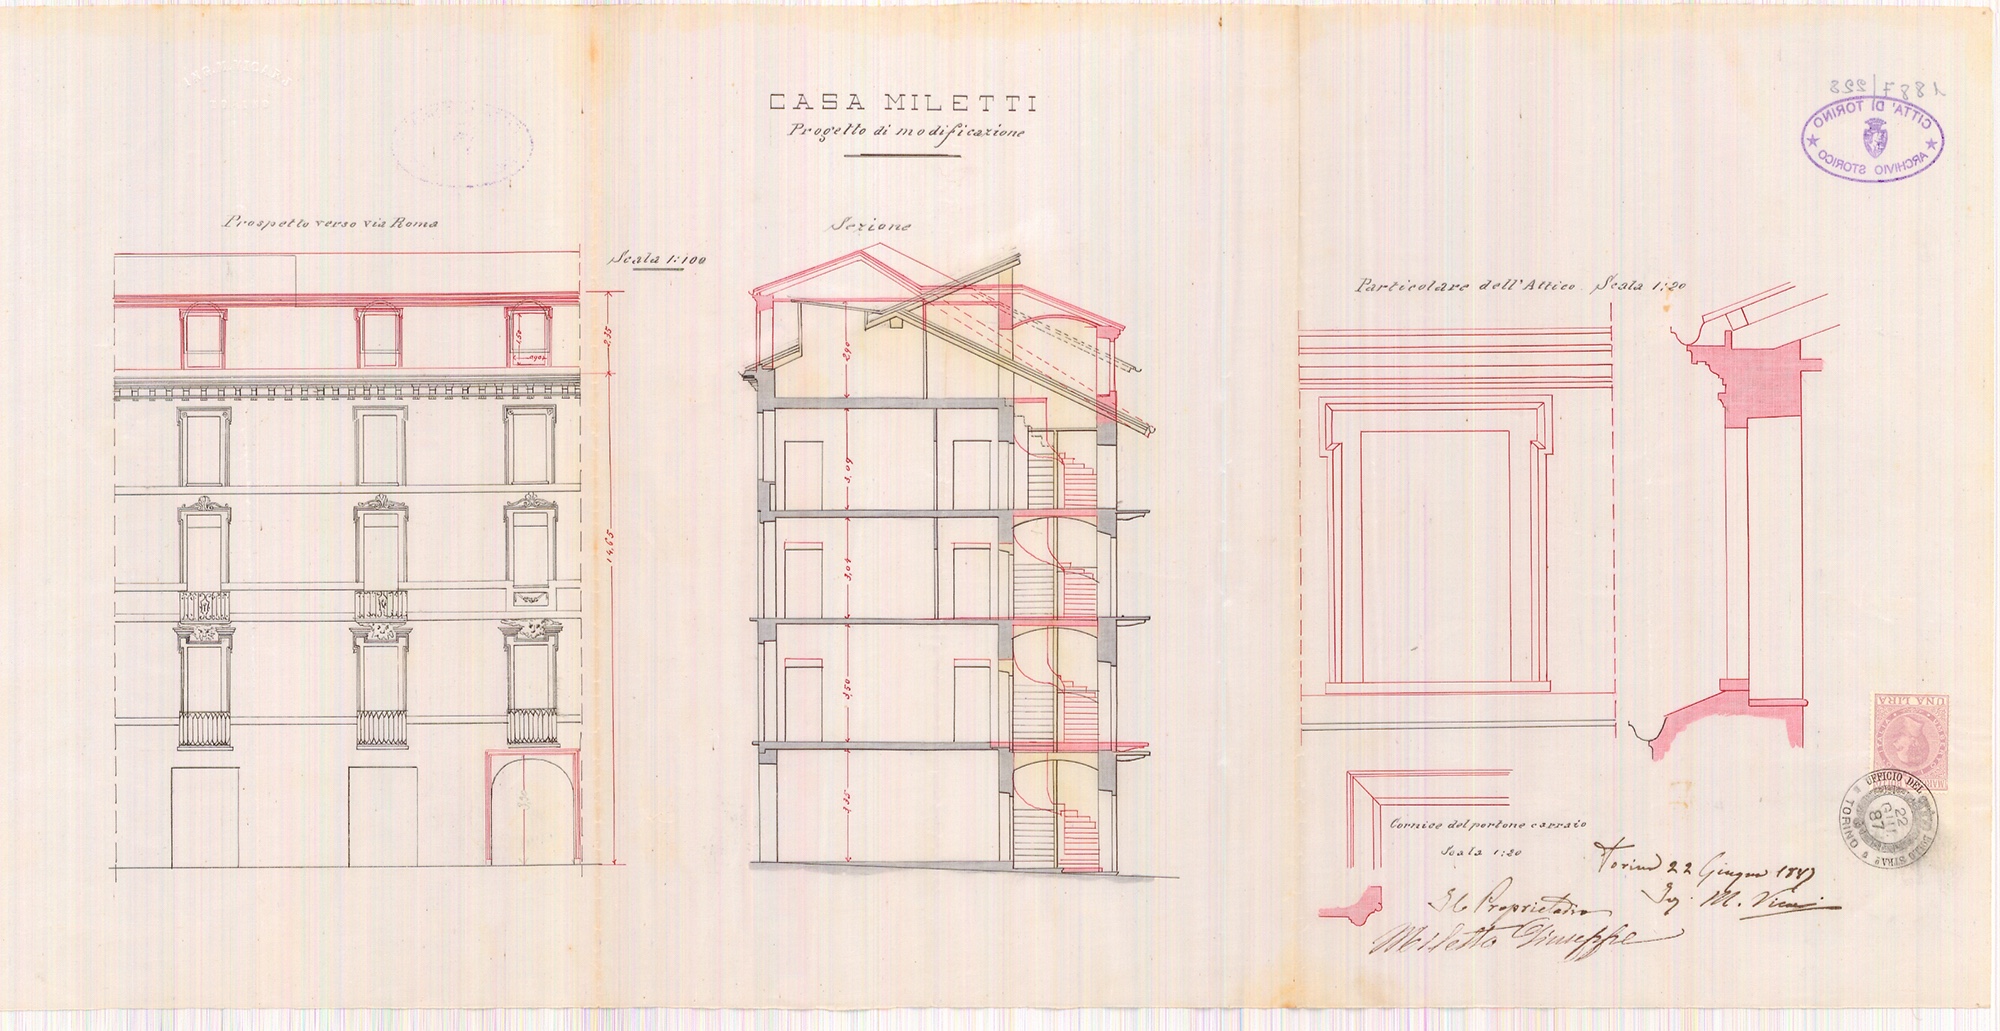 CASA MILETTI
Progetto di modificazione
1887/223
CITTA' DI TORINO
ARCHIVIO STORICO
Prospetto verso via Roma
Scala 1:100
Sezione
Particolare dell'Attico Scala 1:20
2,35
14,65
1,50
0,80
2,90
3,09
3,04
3,50
Cornice del portone carraio
Scala 1:20
UNA LIRA
UFFICIO DEL
TORINO
22
GIU
87
Torino 22 Giugno 1887
Ing. M.
Il Proprietario
Miletto Giuseppe